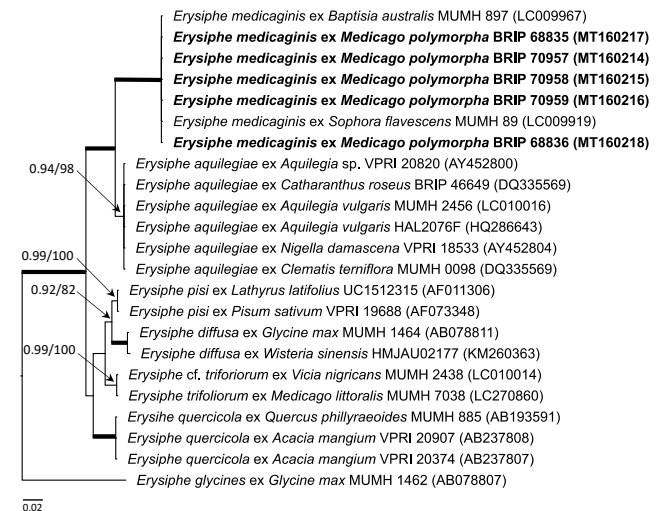 Erysiphe medicaginis ex Baptisia australis MUMH 897 (LC009967)
Erysiphe medicaginis ex Medicago polymorpha BRIP 68835 (MT160217)
Erysiphe medicaginis ex Medicago polymorpha BRIP 70957 (MT160214)
Erysiphe medicaginis ex Medicago polymorpha BRIP 70958 (MT160215)
Erysiphe medicaginis ex Medicago polymorpha BRIP 70959 (MT160216)
Erysiphe medicaginis ex Sophora flavescens MUMH 89 (LC009919)
Erysiphe medicaginis ex Medicago polymorpha BRIP 68836 (MT160218)
Erysiphe aquilegiae ex Aquilegia sp. VPRI 20820 (AY452800)
0.94/98
Erysiphe aquilegiae ex Catharanthus roseus BRIP 46649 (DQ335569)
Erysiphe aquilegiae ex Aquilegia vulgaris MUMH 2456 (LC010016)
Erysiphe aquilegiae ex Aquilegia vulgaris HAL2076F (HQ286643)
Erysiphe aquilegiae ex Nigella damascena VPRI 18533 (AY452804)
0.99/100
Erysiphe aquilegiae ex Clematis terniflora MUMH 0098 (DQ335569)
0.92/82
Erysiphe pisi ex Lathyrus latifolius UC1512315 (AF011306)
Erysiphe pisi ex Pisum sativum VPRI 19688 (AF073348)
Erysiphe diffusa ex Glycine max MUMH 1464 (AB078811)
0.99/100
Erysiphe diffusa ex Wisteria sinensis HMJAU02177 (KM260363)
Erysiphe cf. triforiorum ex Vicia nigricans MUMH 2438 (LC010014)
Erysiphe trifoliorum ex Medicago littoralis MUMH 7038 (LC270860)
Erysihe quercicola ex Quercus phillyraeoides MUMH 885 (AB193591)
Erysiphe quercicola ex Acacia mangium VPRI 20907 (AB237808)
Erysiphe quercicola ex Acacia mangium VPRI 20374 (AB237807)
Erysiphe glycines ex Glycine max MUMH 1462 (AB078807)
0.02